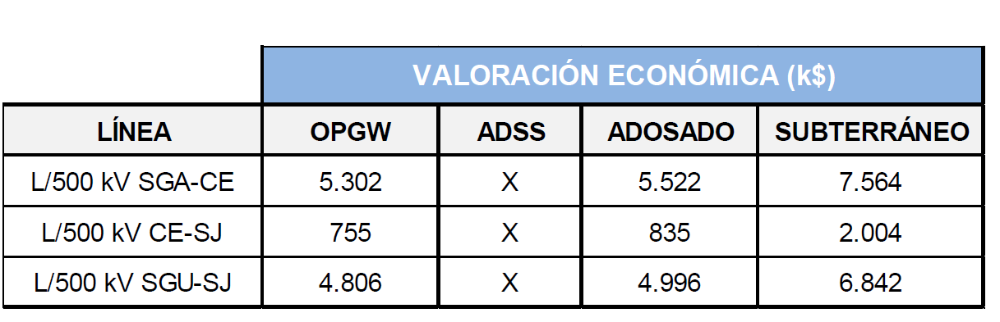 VALORACIÓN ECONÓMICA (k$)
LÍNEA OPGW ADSS ADOSADO SUBTERRÁNEO
L/500 kV SGA-CE 5.302 X 5.522 7.564
L/500 kV CE-SJ 755 X 835 2.004
L/500 kV SGU-SJ 4.806 X 4.996 6.842